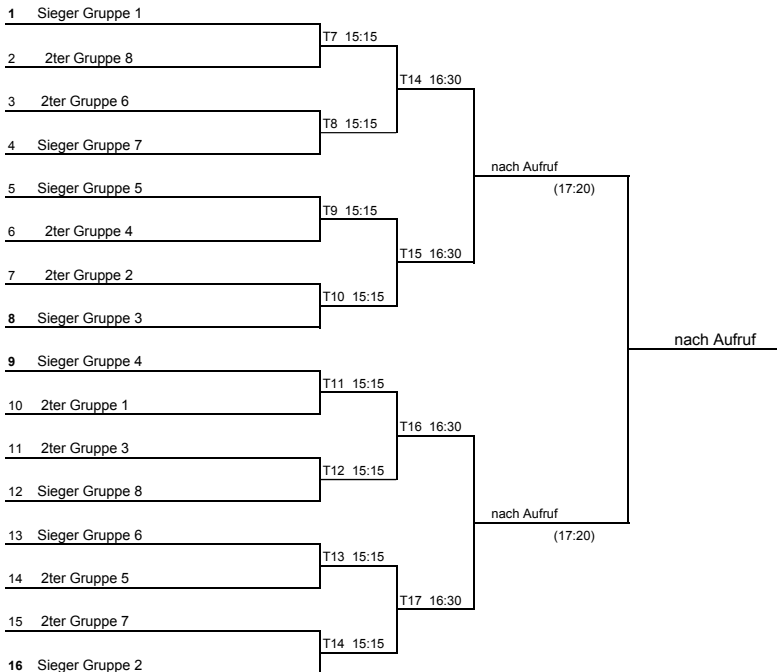 1 Sieger Gruppe 1
T7 15:15
2 2ter Gruppe 8
T14 16:30
3 2ter Gruppe 6
T8 15:15
4 Sieger Gruppe 7
nach Aufruf
5 Sieger Gruppe 5
(17:20)
T9 15:15
6 2ter Gruppe 4
T15 16:30
7 2ter Gruppe 2
T10 15:15
8 Sieger Gruppe 3
nach Aufruf
9 Sieger Gruppe 4
T11 15:15
10 2ter Gruppe 1
T16 16:30
11 2ter Gruppe 3
T12 15:15
12 Sieger Gruppe 8
nach Aufruf
13 Sieger Gruppe 6
(17:20)
T13 15:15
14 2ter Gruppe 5
T17 16:30
15 2ter Gruppe 7
T14 15:15
16 Sieger Gruppe 2